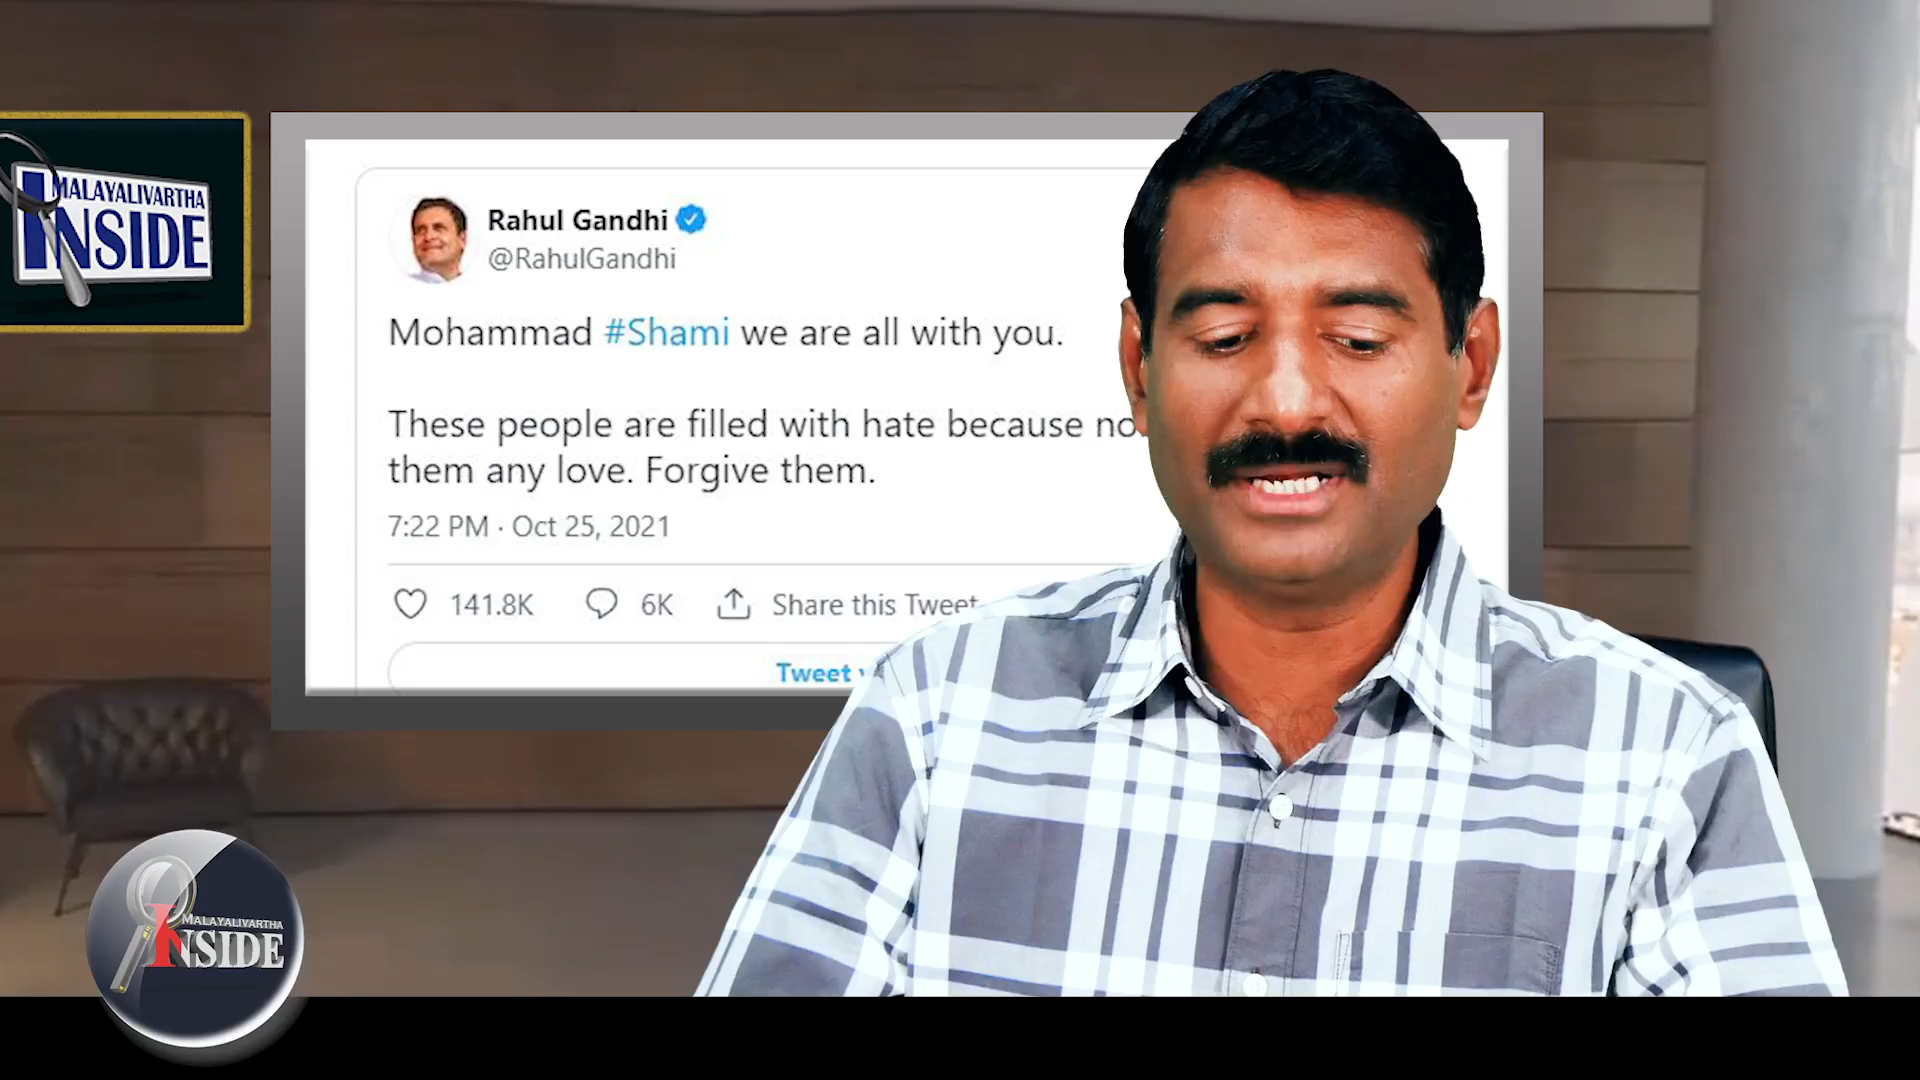 MALAYALIVARTHA
INSIDE
Rahul Gandhi
@RahulGandhi
Mohammad #Shami we are all with you.
These people are filled with hate because
them any love. Forgive them.
7:22 PM · Oct 25, 2021
141.8K 6K Share this Tweet
Tweet
MALAYALIVARTHA
INSIDE